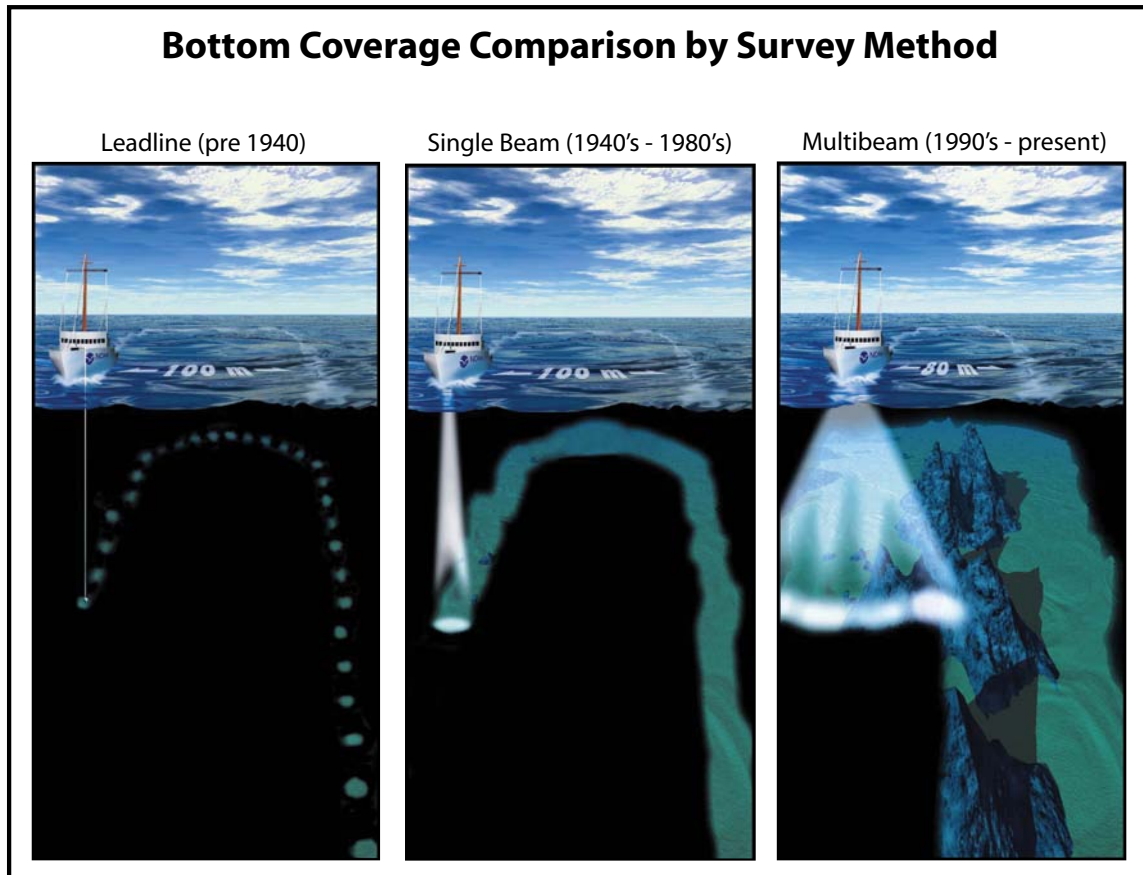 Bottom Coverage Comparison by Survey Method
Leadline (pre 1940)
Single Beam (1940's - 1980's)
Multibeam (1990's - present)
100 m
100 m
80 m